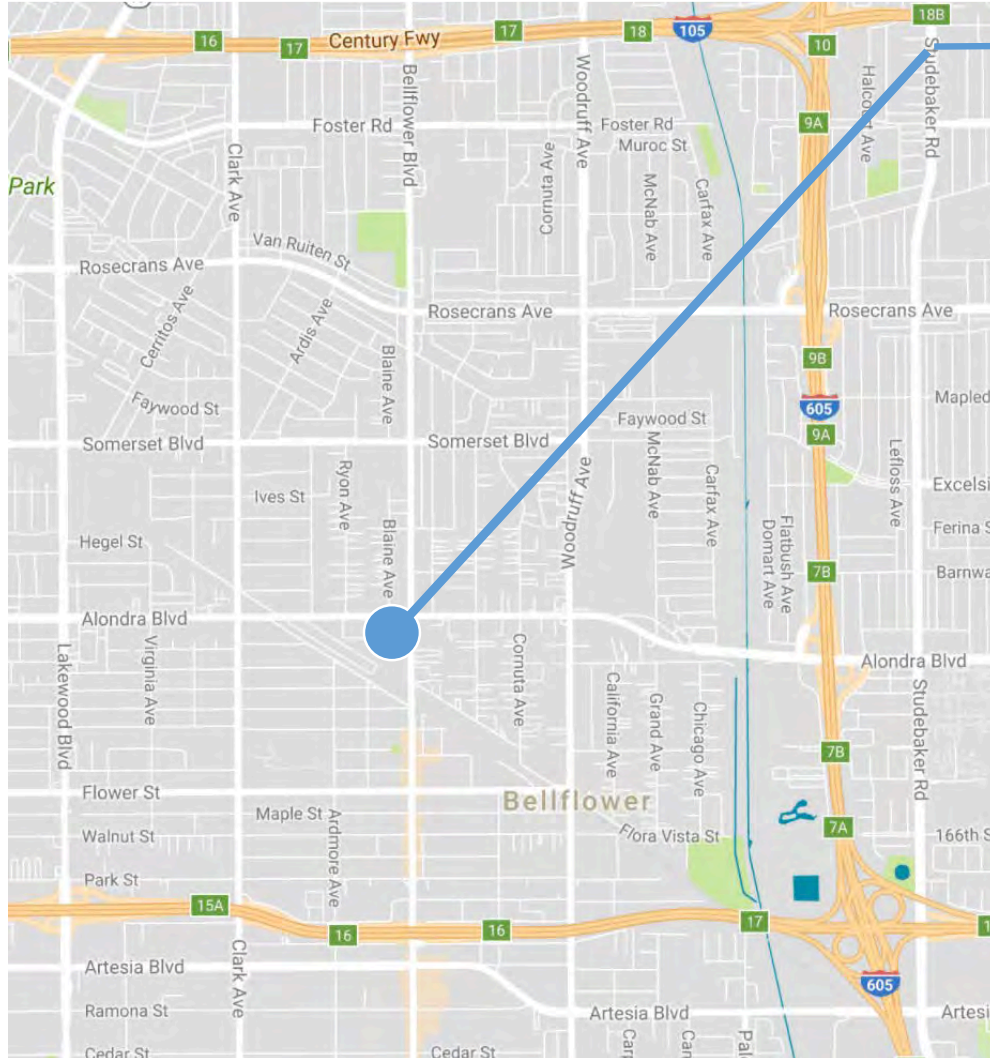 18B
16
17
Century Fwy
17
18
105
10
Studebaker Rd
Halcourt Ave
Bellflower Blvd
Woodruff Ave
Foster Rd
Foster Rd
Muroc St
9A
Clark Ave
Cornuta Ave
McNab Ave
Carfax Ave
Park
Van Ruiten St
Rosecrans Ave
Rosecrans Ave
Rosecrans Ave
Cerritos Ave
Ardis Ave
Blaine Ave
9B
605
9A
Mapled
Faywood St
Faywood St
Somerset Blvd
Somerset Blvd
McNab Ave
Carfax Ave
Lefloss Ave
Ryon Ave
Woodruff Ave
Ives St
Excelsi
Blaine Ave
Flatbush Ave
Domart Ave
Ferina S
Hegel St
7B
Barnwa
Alondra Blvd
Alondra Blvd
Lakewood Blvd
Virginia Ave
Cornuta Ave
California Ave
Grand Ave
Chicago Ave
Studebaker Rd
7B
Flower St
Bellflower
Maple St
Ardmore Ave
Walnut St
Flora Vista St
7A
166th S
Park St
15A
16
16
17
1
Clark Ave
Artesia Blvd
605
Ramona St
Artesia Blvd
Artesi
Cedar St
Cedar St
Car
Can
Pal